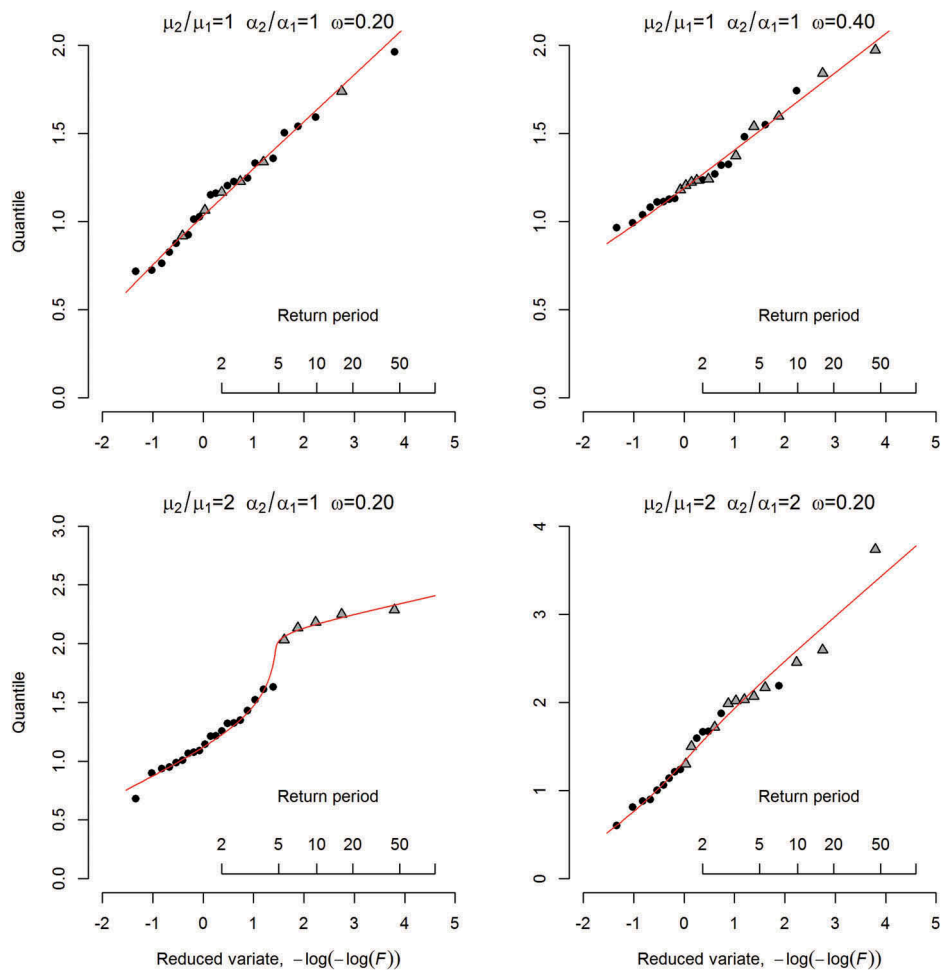 μ₂/μ₁=1 α₂/α₁=1 ω=0.20
Quantile
2.0
1.5
1.0
0.5
0.0
Return period
2 5 10 20 50
-2 -1 0 1 2 3 4 5
μ₂/μ₁=1 α₂/α₁=1 ω=0.40
2.0
1.5
1.0
0.5
0.0
Return period
2 5 10 20 50
-2 -1 0 1 2 3 4 5
μ₂/μ₁=2 α₂/α₁=1 ω=0.20
Quantile
3.0
2.5
2.0
1.5
1.0
0.5
0.0
Return period
2 5 10 20 50
-2 -1 0 1 2 3 4 5
Reduced variate, −log(−log(F))
μ₂/μ₁=2 α₂/α₁=2 ω=0.20
4
3
2
1
0
Return period
2 5 10 20 50
-2 -1 0 1 2 3 4 5
Reduced variate, −log(−log(F))